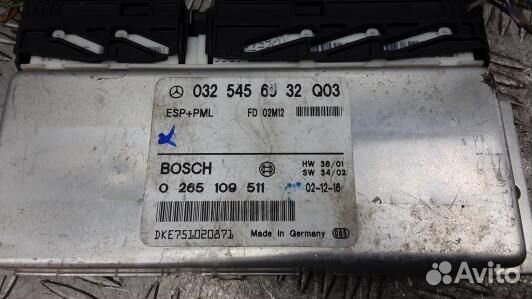 032 545 6 32 Q03
ESP+PML FD 02M12
BOSCH HW 38/01
SW 34/02
0 265 109 511 02-12-16
DKE751020871 Made in Germany
Avito